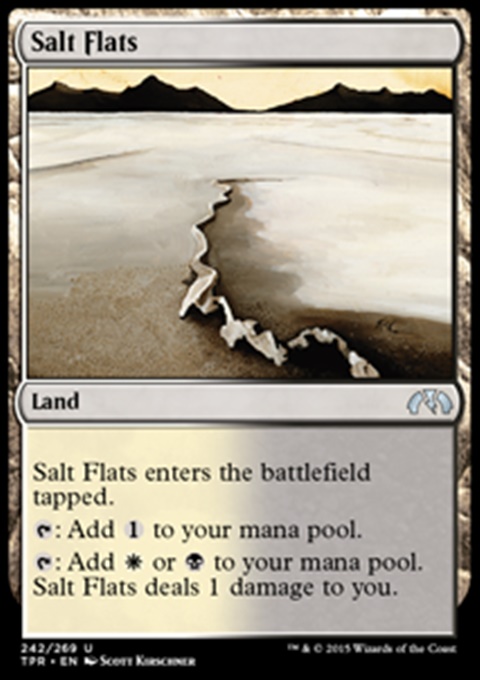 Salt Flats
Land
Salt Flats enters the battlefield
tapped.
: Add 1 to your mana pool.
: Add or to your mana pool.
Salt Flats deals 1 damage to you.
242/269 U
TPR • EN Scott Kirschner
™ & © 2015 Wizards of the Coast